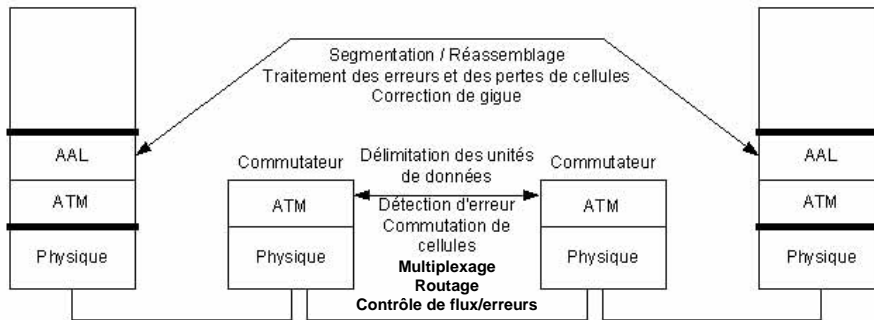 Segmentation / Réassemblage
Traitement des erreurs et des pertes de cellules
Correction de gigue
AAL
ATM
Physique
Commutateur
ATM
Physique
Délimitation des unités
de données
Détection d'erreur
Commutation de
cellules
Multiplexage
Routage
Contrôle de flux/erreurs
Commutateur
ATM
Physique
AAL
ATM
Physique